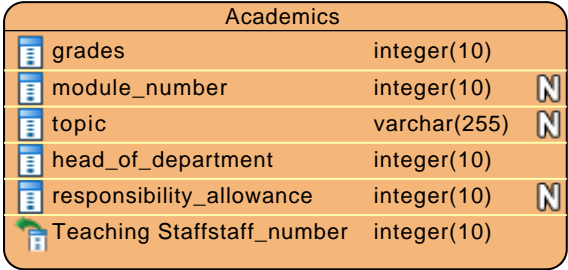 Academics
grades integer(10)
module_number integer(10) N
topic varchar(255) N
head_of_department integer(10)
responsibility_allowance integer(10) N
Teaching Staffstaff_number integer(10)